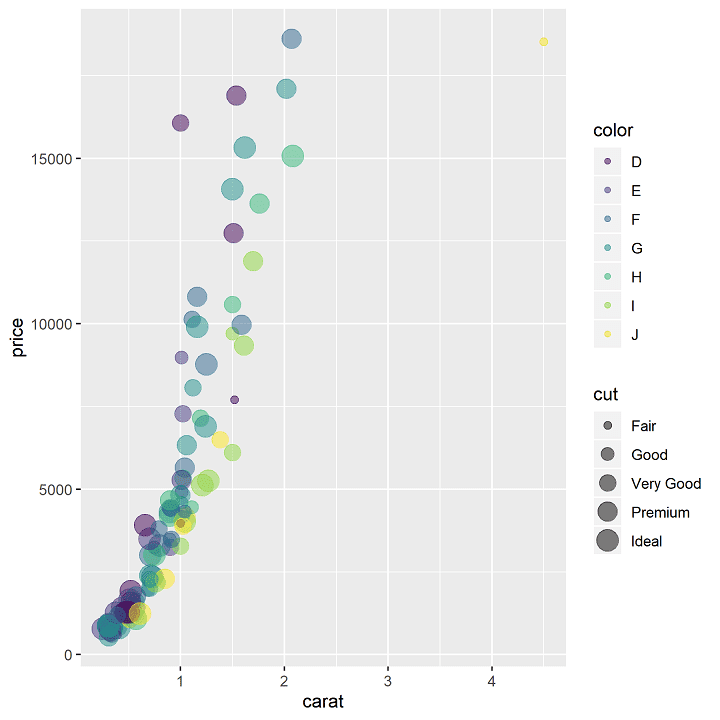 15000
10000
5000
0
price
1
2
3
4
carat
color
D
E
F
G
H
I
J
cut
Fair
Good
Very Good
Premium
Ideal